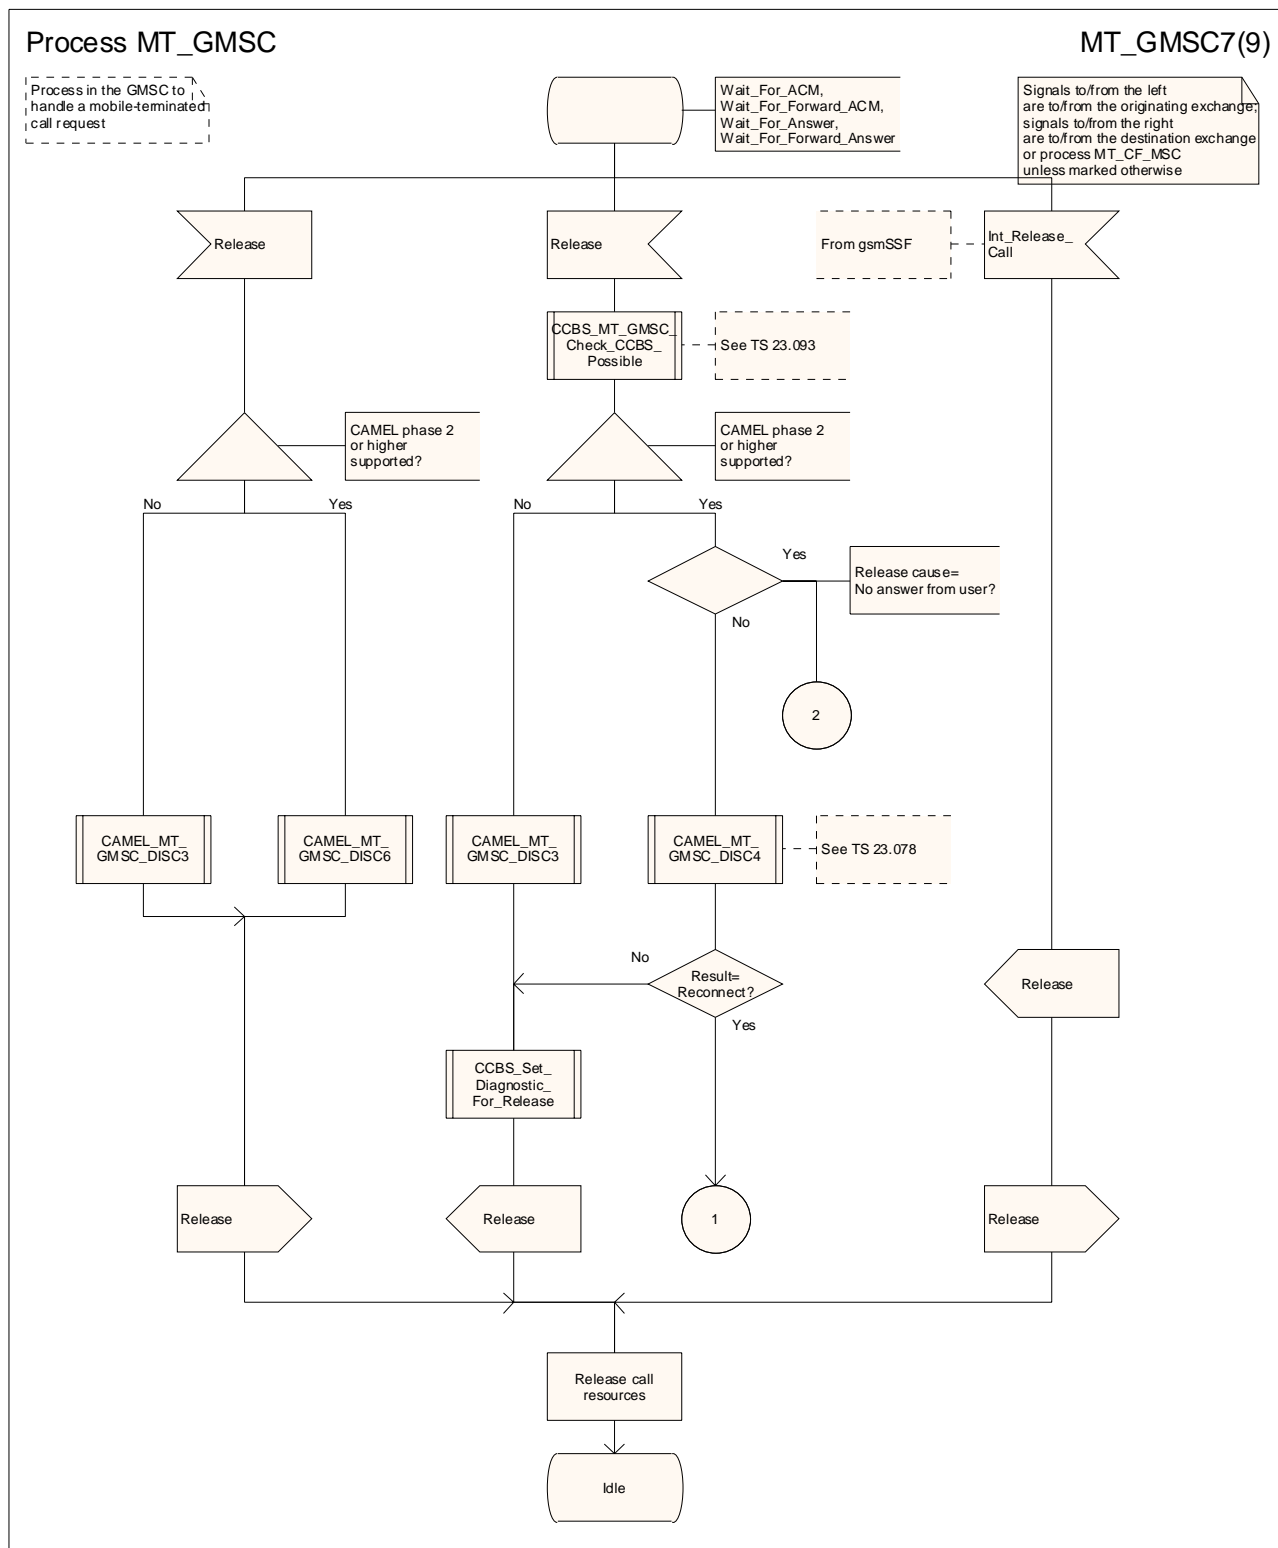 Process MT_GMSC
MT_GMSC7(9)
Process in the GMSC to
handle a mobile-terminated
call request
Wait_For_ACM,
Wait_For_Forward_ACM,
Wait_For_Answer,
Wait_For_Forward_Answer
Signals to/from the left
are to/from the originating exchange;
signals to/from the right
are to/from the destination exchange
or process MT_CF_MSC
unless marked otherwise
Release
Release
From gsmSSF
Int_Release_
Call
CCBS_MT_GMSC_
Check_CCBS_
Possible
See TS 23.093
CAMEL phase 2
or higher
supported?
CAMEL phase 2
or higher
supported?
No
Yes
No
Yes
Yes
Release cause=
No answer from user?
No
2
CAMEL_MT_
GMSC_DISC3
CAMEL_MT_
GMSC_DISC6
CAMEL_MT_
GMSC_DISC3
CAMEL_MT_
GMSC_DISC4
See TS 23.078
No
Result=
Reconnect?
Yes
Release
CCBS_Set_
Diagnostic_
For_Release
Release
Release
1
Release
Release call
resources
Idle